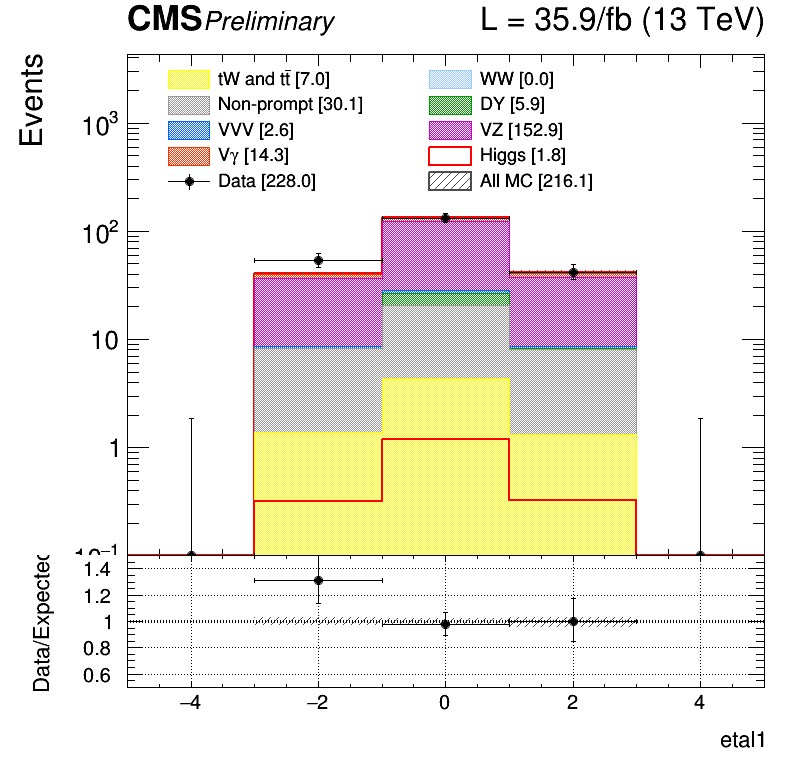 CMS Preliminary L = 35.9/fb (13 TeV)
Events
tW and tt̄ [7.0] WW [0.0]
Non-prompt [30.1] DY [5.9]
VVV [2.6] VZ [152.9]
Vγ [14.3] Higgs [1.8]
Data [228.0] All MC [216.1]
10³
10²
10
1
Data/Expected
1.4
1.2
1
0.8
0.6
−4 −2 0 2 4
etal1